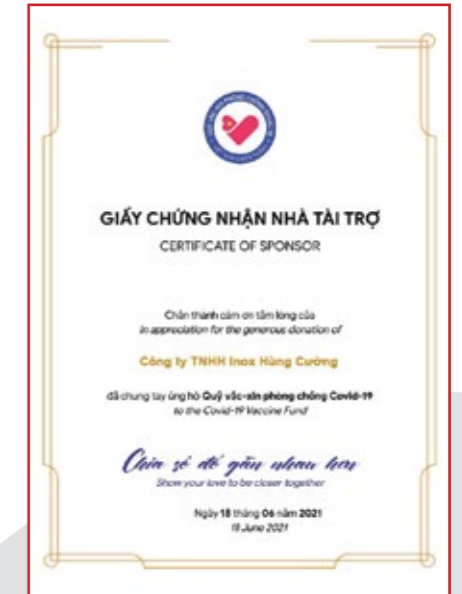 GIẤY CHỨNG NHẬN NHÀ TÀI TRỢ
CERTIFICATE OF SPONSOR
Chân thành cám ơn tấm lòng của
in appreciation for the generous donation of
Công ty TNHH Inox Hùng Cường
đã chung tay ủng hộ Quỹ vắc-xin phòng chống Covid-19
to the Covid-19 Vaccine Fund
Chia sẻ để gần nhau hơn
Show your love to be closer together
Ngày 18 tháng 06 năm 2021
18 June 2021